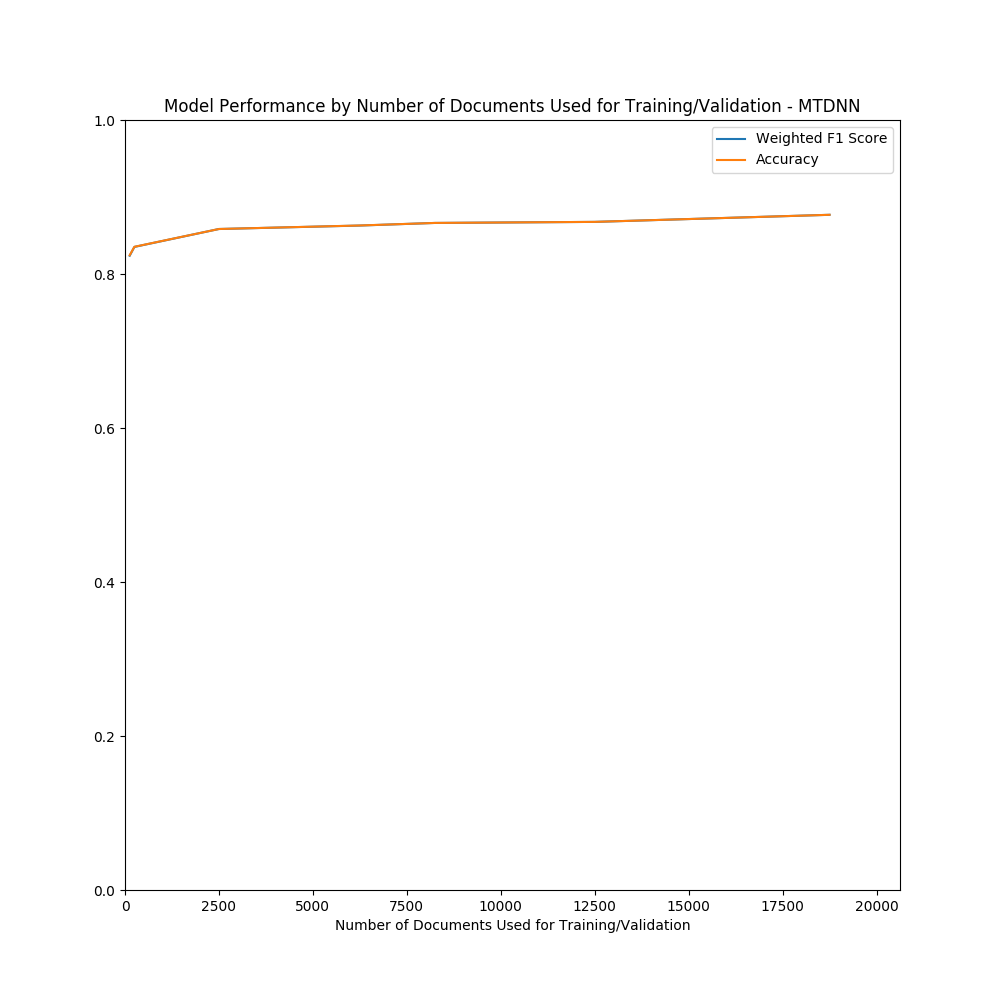 Model Performance by Number of Documents Used for Training/Validation - MTDNN
Weighted F1 Score
Accuracy
1.0
0.8
0.6
0.4
0.2
0.0
0 2500 5000 7500 10000 12500 15000 17500 20000
Number of Documents Used for Training/Validation